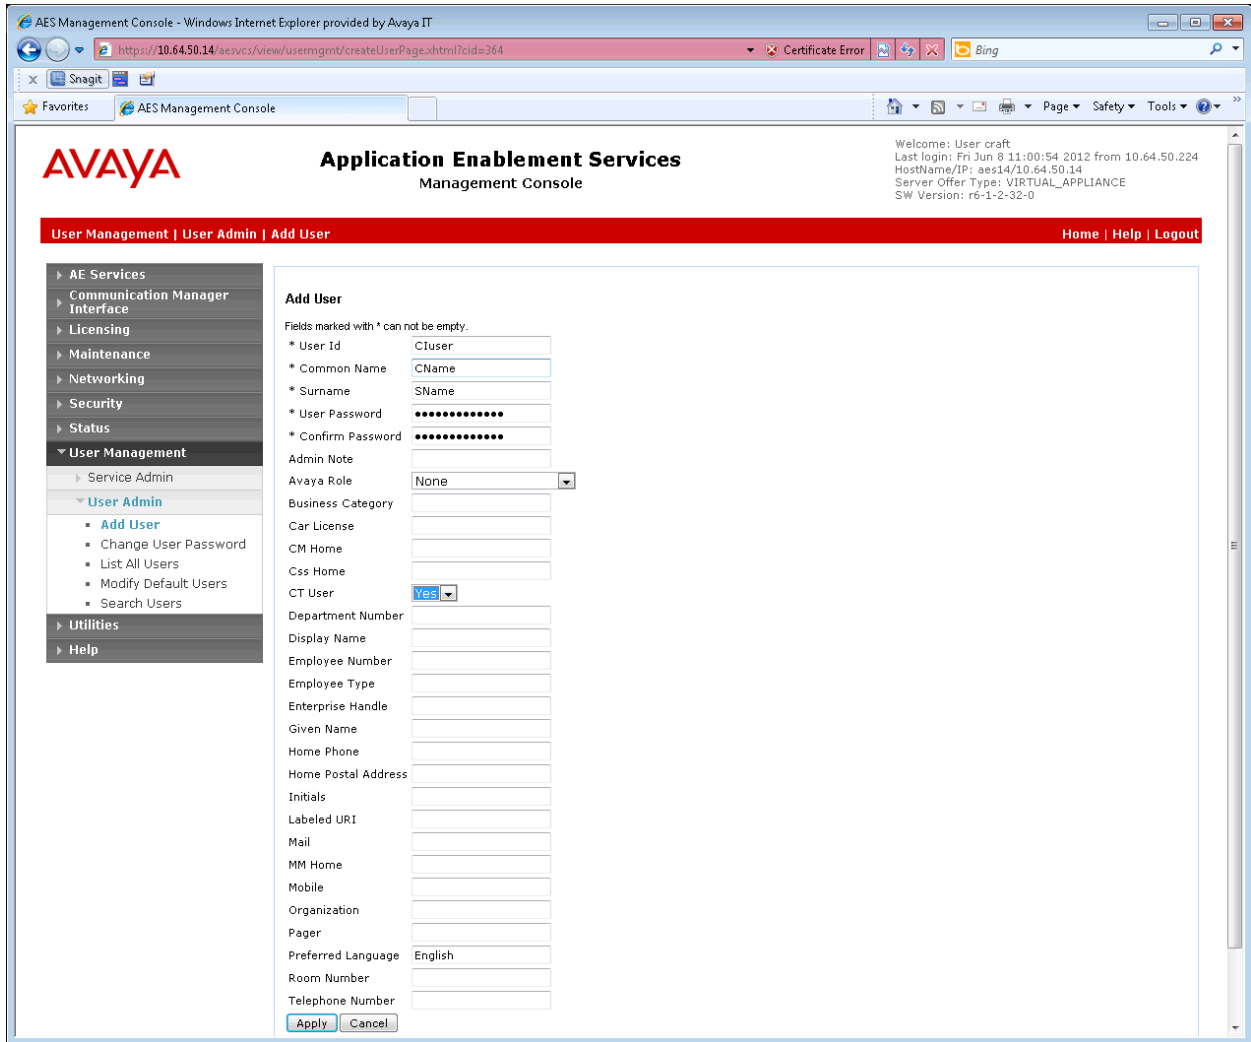 AES Management Console - Windows Internet Explorer provided by Avaya IT
https://10.64.50.14/aesvcs/view/usermgmt/createUserPage.xhtml?cid=364
Certificate Error
Bing
x Snagit
Favorites
AES Management Console
Page Safety Tools
AVAYA
Application Enablement Services
Management Console
Welcome: User craft
Last login: Fri Jun 8 11:00:54 2012 from 10.64.50.224
HostName/IP: aes14/10.64.50.14
Server Offer Type: VIRTUAL_APPLIANCE
SW Version: r6-1-2-32-0
User Management | User Admin | Add User
Home | Help | Logout
AE Services
Communication Manager
Interface
Licensing
Maintenance
Networking
Security
Status
User Management
Service Admin
User Admin
Add User
Change User Password
List All Users
Modify Default Users
Search Users
Utilities
Help
Add User
Fields marked with * can not be empty.
* User Id CIuser
* Common Name CName
* Surname SName
* User Password •••••••••••••
* Confirm Password •••••••••••••
Admin Note
Avaya Role None
Business Category
Car License
CM Home
Css Home
CT User Yes
Department Number
Display Name
Employee Number
Employee Type
Enterprise Handle
Given Name
Home Phone
Home Postal Address
Initials
Labeled URI
Mail
MM Home
Mobile
Organization
Pager
Preferred Language English
Room Number
Telephone Number
Apply Cancel